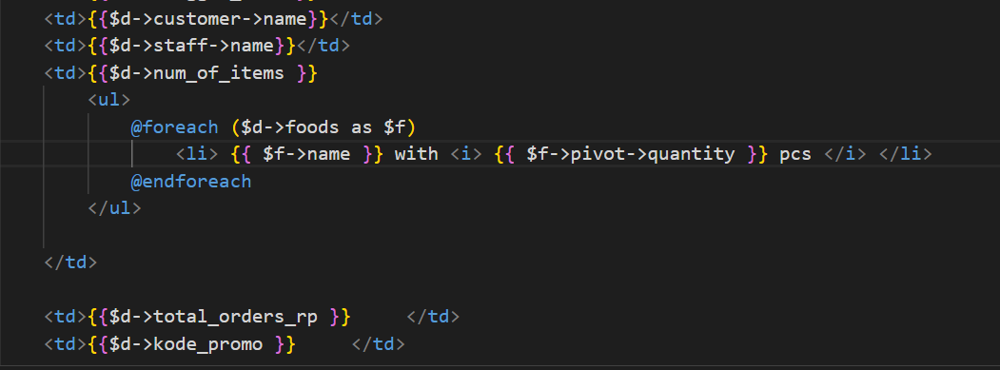 <td>{{$d->customer->name}}</td>
<td>{{$d->staff->name}}</td>
<td>{{$d->num_of_items }}
<ul>
@foreach ($d->foods as $f)
<li> {{ $f->name }} with <i> {{ $f->pivot->quantity }} pcs </i> </li>
@endforeach
</ul>
</td>
<td>{{$d->total_orders_rp }}     </td>
<td>{{$d->kode_promo }}     </td>